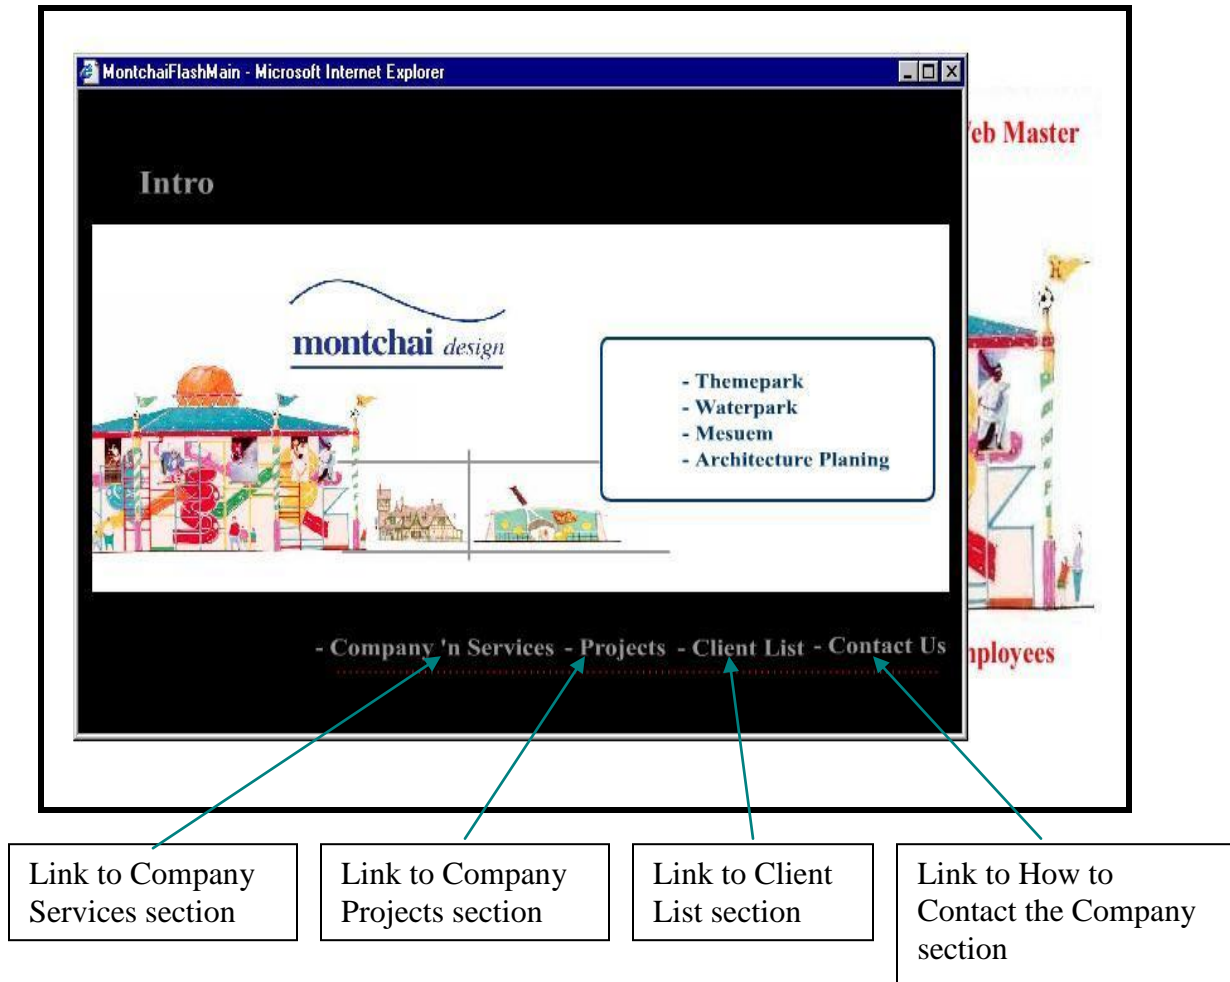 MontchaiFlashMain - Microsoft Internet Explorer
eb Master
Intro
montchai design
- Themepark
- Waterpark
- Mesuem
- Architecture Planing
- Company 'n Services - Projects - Client List - Contact Us
ployees
Link to Company
Services section
Link to Company
Projects section
Link to Client
List section
Link to How to
Contact the Company
section